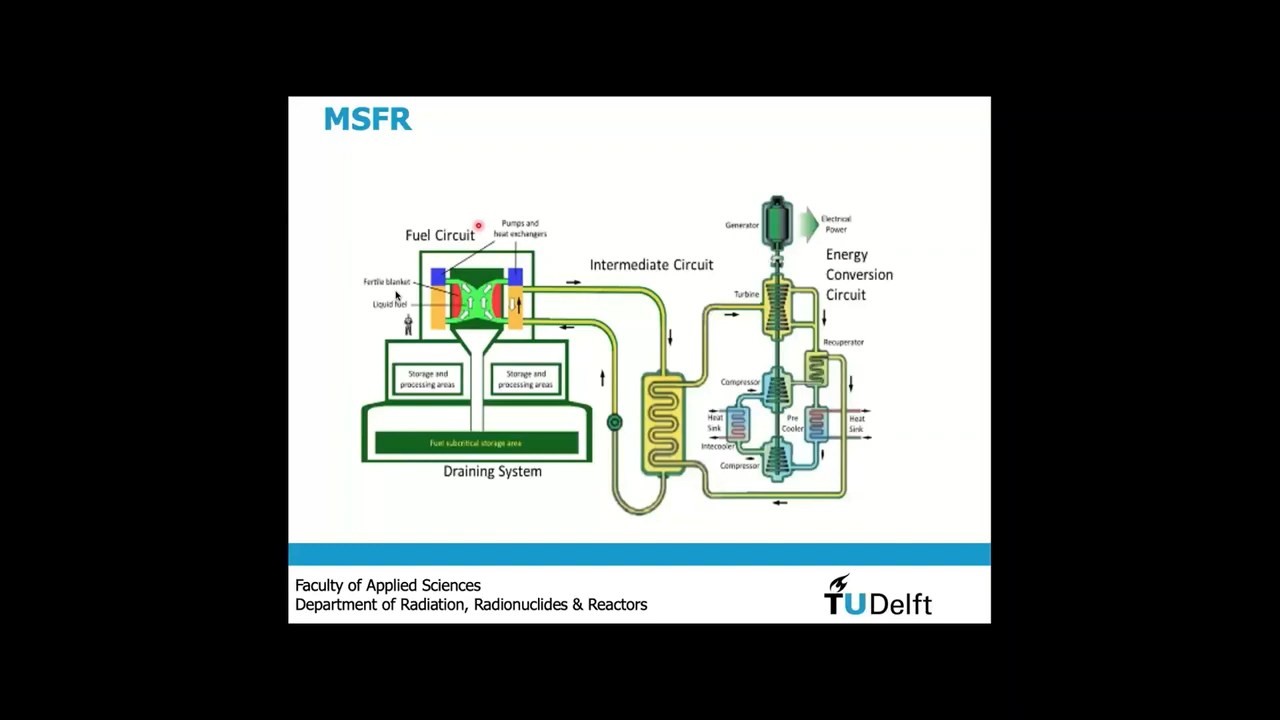 MSFR
Fuel Circuit
Pumps and
heat exchangers
Fertile blanket
Liquid fuel
Storage and
processing areas
Storage and
processing areas
Fuel subcritical storage area
Draining System
Intermediate Circuit
Generator
Electrical
Power
Energy
Conversion
Circuit
Turbine
Recuperator
Compressor
Heat
Sink
Pre
Cooler
Heat
Sink
Intecooler
Compressor
Faculty of Applied Sciences
Department of Radiation, Radionuclides & Reactors
TUDelft